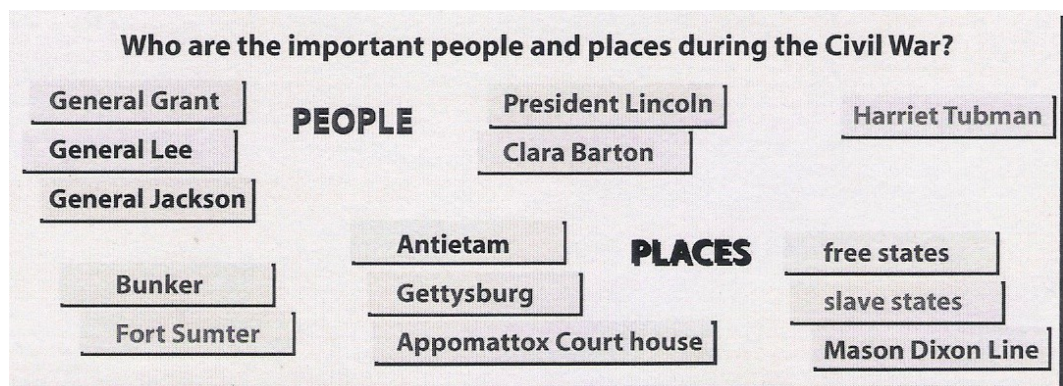 Who are the important people and places during the Civil War?
General Grant
General Lee
General Jackson
PEOPLE
President Lincoln
Clara Barton
Harriet Tubman
Bunker
Fort Sumter
Antietam
Gettysburg
Appomattox Court house
PLACES
free states
slave states
Mason Dixon Line